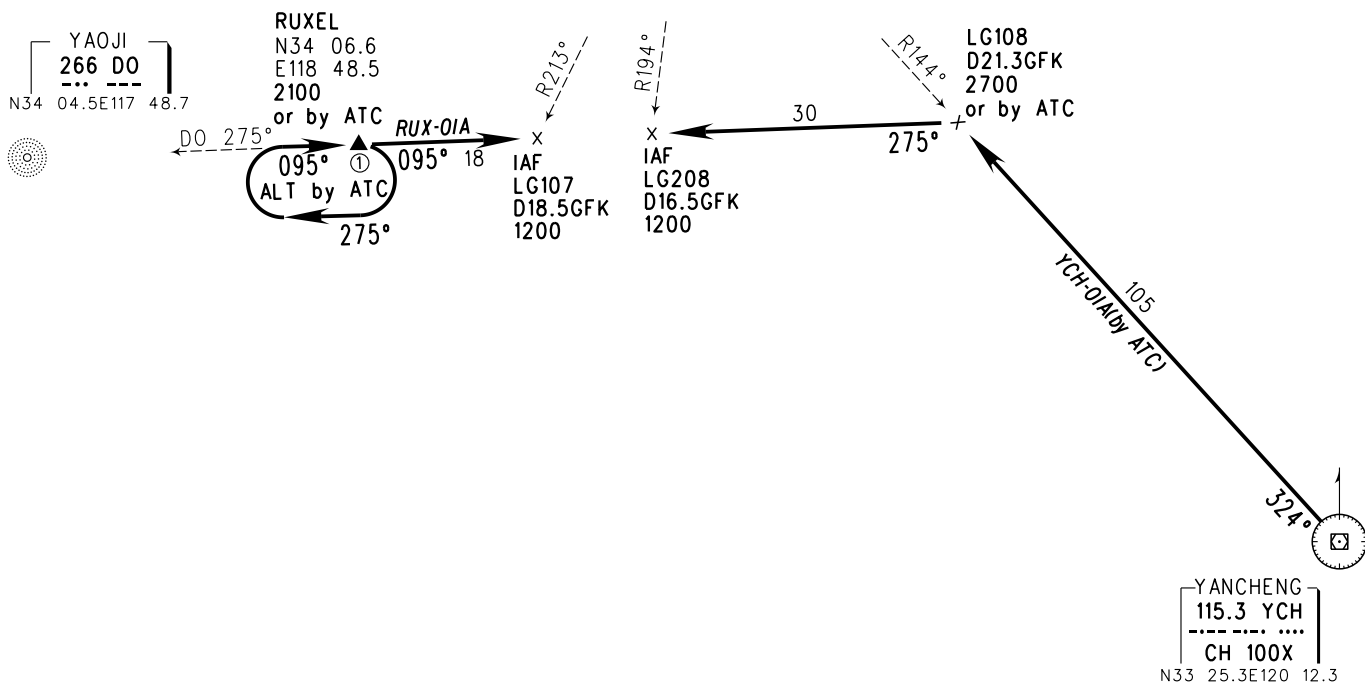 YAOJI
266 DO
N34 04.5E117 48.7
RUXEL
N34 06.6
E118 48.5
2100
or by ATC
DO 275°
095°
①
ALT by ATC
275°
RUX-01A
095° 18
R213°
IAF
LG107
D18.5GFK
1200
R194°
IAF
LG208
D16.5GFK
1200
30
275°
R144°
LG108
D21.3GFK
2700
or by ATC
105
YCH-01A(by ATC)
324°
YANCHENG
115.3 YCH
CH 100X
N33 25.3E120 12.3